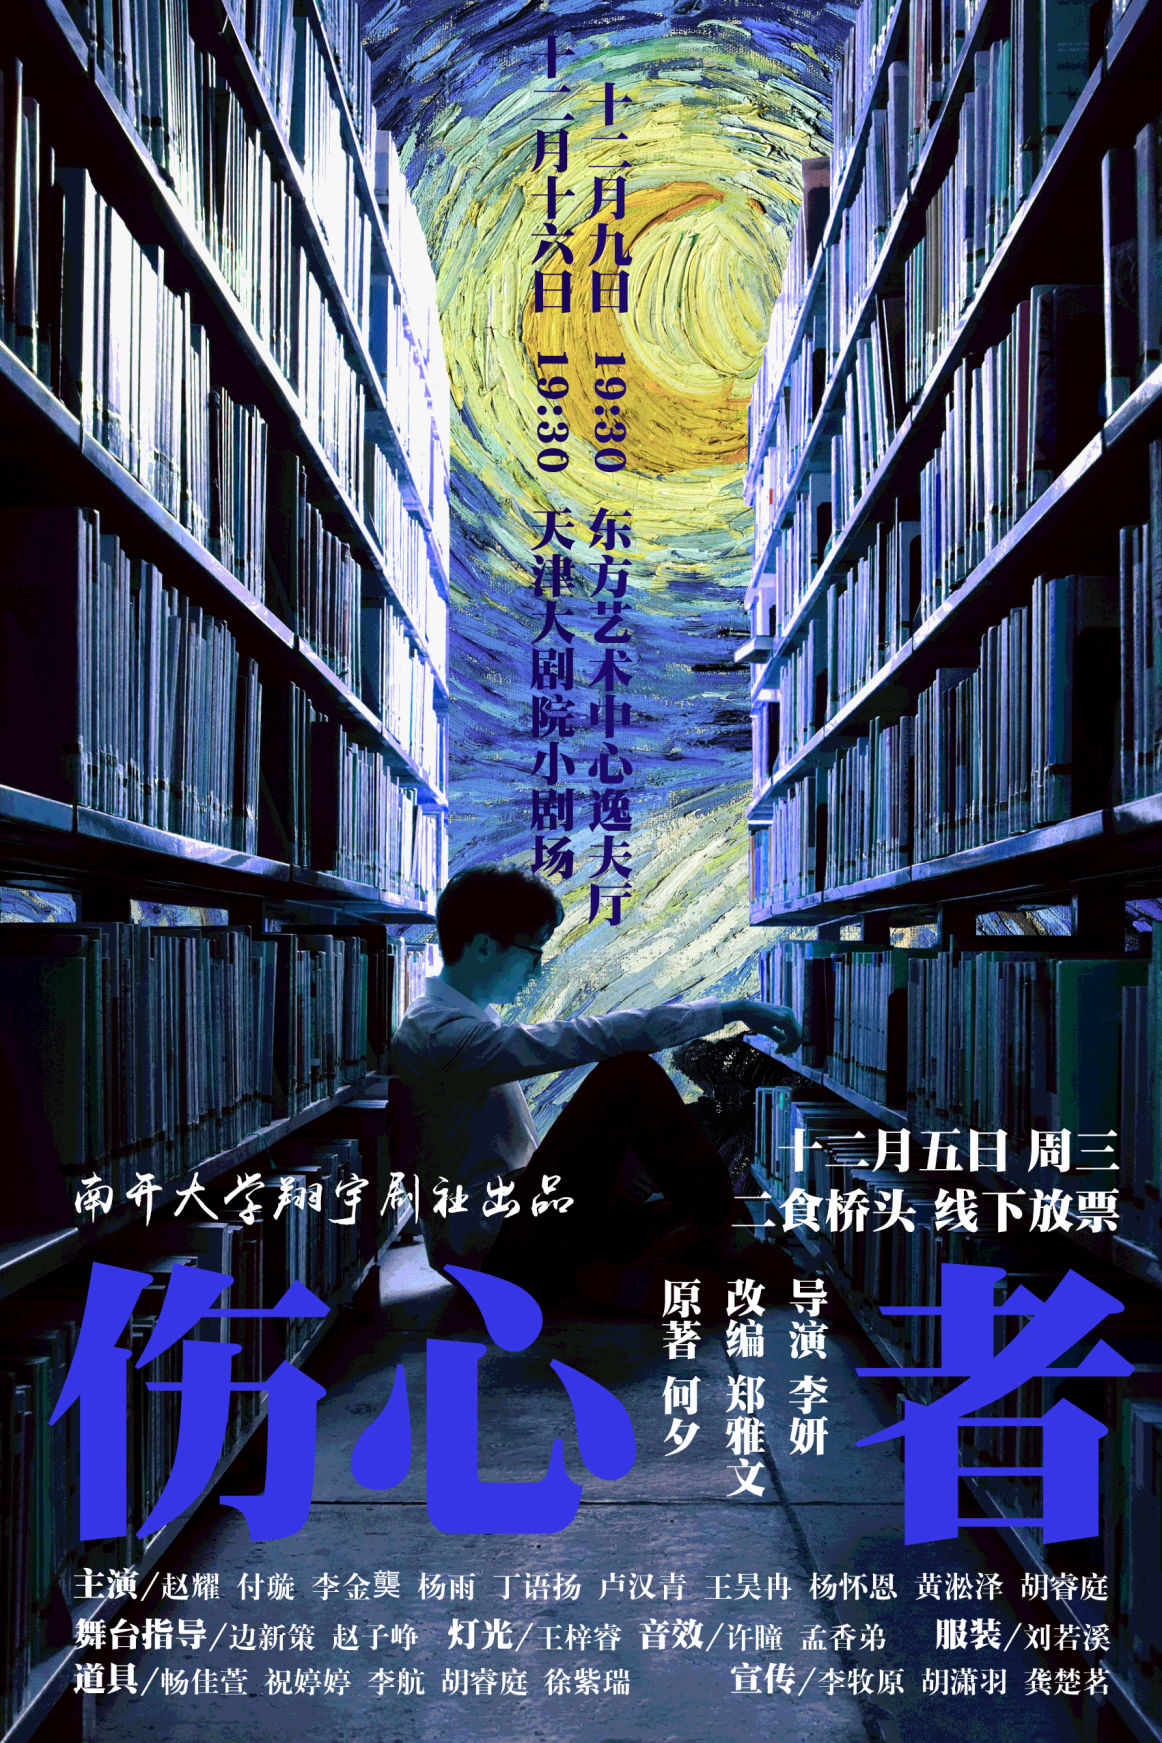 十二月九日 19:30 东方艺术中心逸夫厅
十二月十六日 19:30 天津大剧院小剧场
十二月五日 周三
二食桥头 线下放票
南开大学翔宇剧社出品
伤心者
导演 李妍
改编 郑雅文
原著 何夕
主演/赵耀 付璇 李金龑 杨雨 丁语扬 卢汉青 王昊冉 杨怀恩 黄淞泽 胡睿庭
舞台指导/边新策 赵子峥 灯光/王梓睿 音效/许瞳 孟香弟 服装/刘若溪
道具/畅佳萱 祝婷婷 李航 胡睿庭 徐紫瑞 宣传/李牧原 胡潇羽 龚楚茗